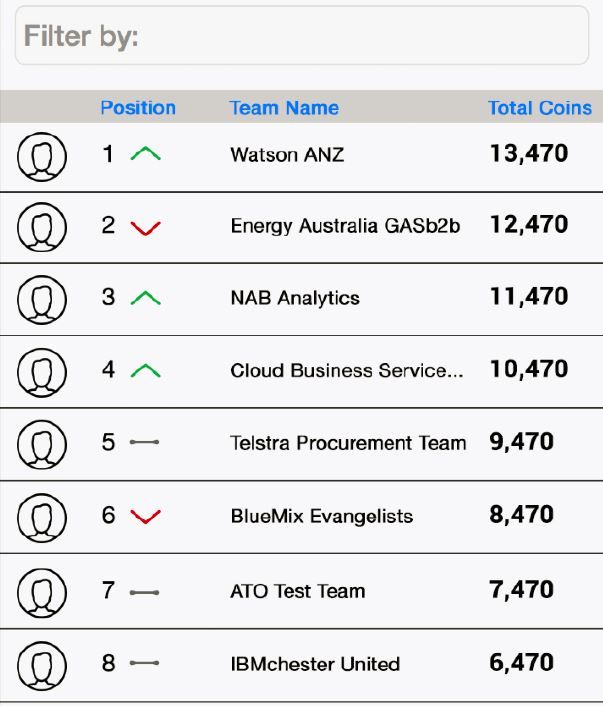 Filter by:
Position Team Name Total Coins
1 Watson ANZ 13,470
2 Energy Australia GASb2b 12,470
3 NAB Analytics 11,470
4 Cloud Business Service... 10,470
5 Telstra Procurement Team 9,470
6 BlueMix Evangelists 8,470
7 ATO Test Team 7,470
8 IBMchester United 6,470